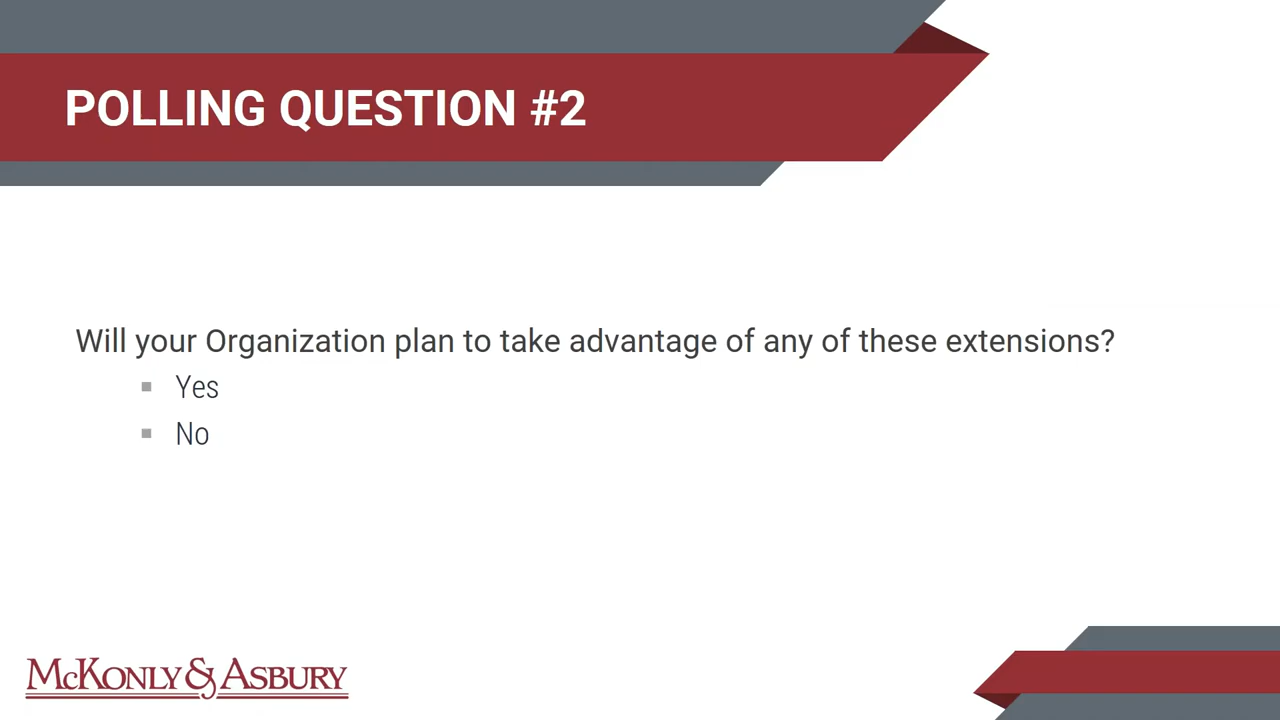 POLLING QUESTION #2
Will your Organization plan to take advantage of any of these extensions?
Yes
No
McKonly & Asbury